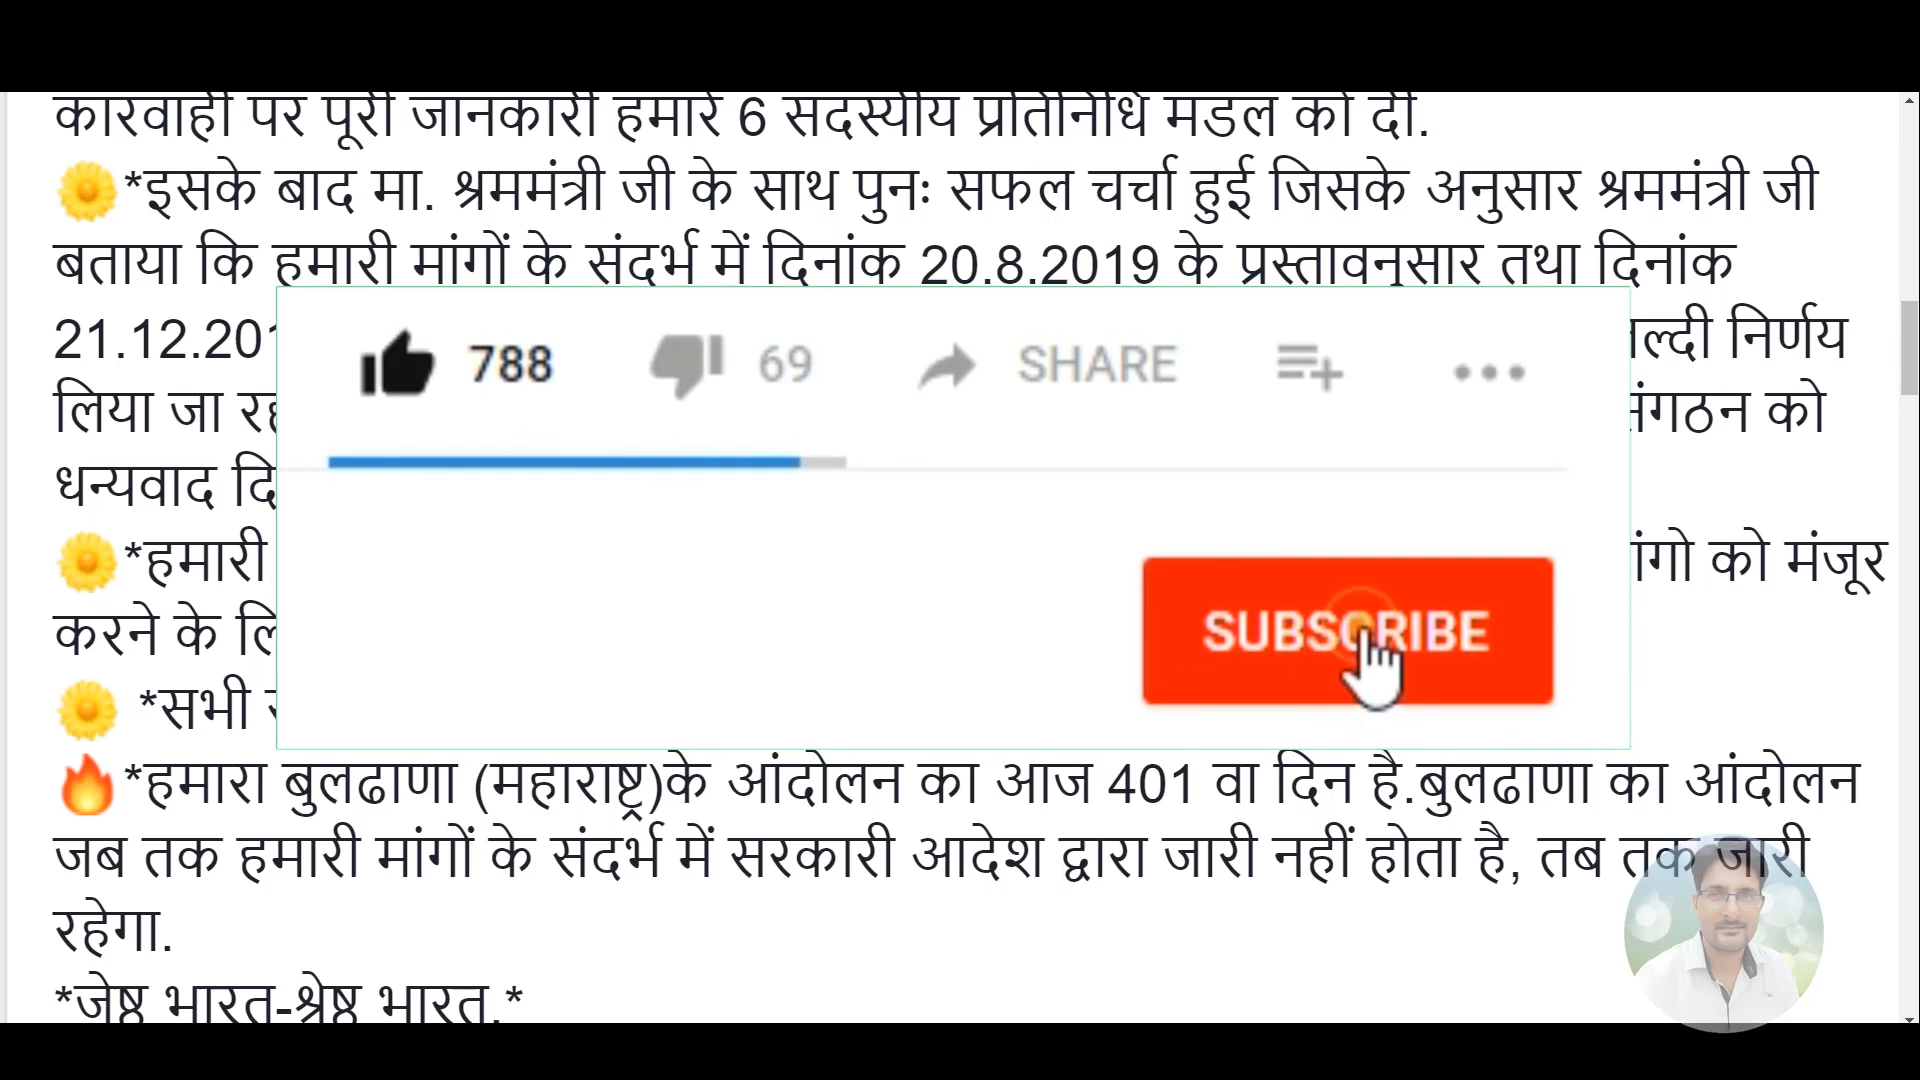 कारवाही पर पूरी जानकारी हमारे 6 सदस्यीय प्रतिनिधि मंडल को दी.
*इसके बाद मा. श्रममंत्री जी के साथ पुनः सफल चर्चा हुई जिसके अनुसार श्रममंत्री जी
बताया कि हमारी मांगों के संदर्भ में दिनांक 20.8.2019 के प्रस्तावनुसार तथा दिनांक
21.12.201 निर्णय
लिया जा को
धन्यवाद
*हमारी को मंजूर
करने के
*सभी
788 69 SHARE
SUBSCRIBE
*हमारा बुलढाणा (महाराष्ट्र)के आंदोलन का आज 401 वा दिन है.बुलढाणा का आंदोलन
जब तक हमारी मांगों के संदर्भ में सरकारी आदेश द्वारा जारी नहीं होता है, तब तक जारी
रहेगा.
*जेष्ठ भारत-श्रेष्ठ भारत.*